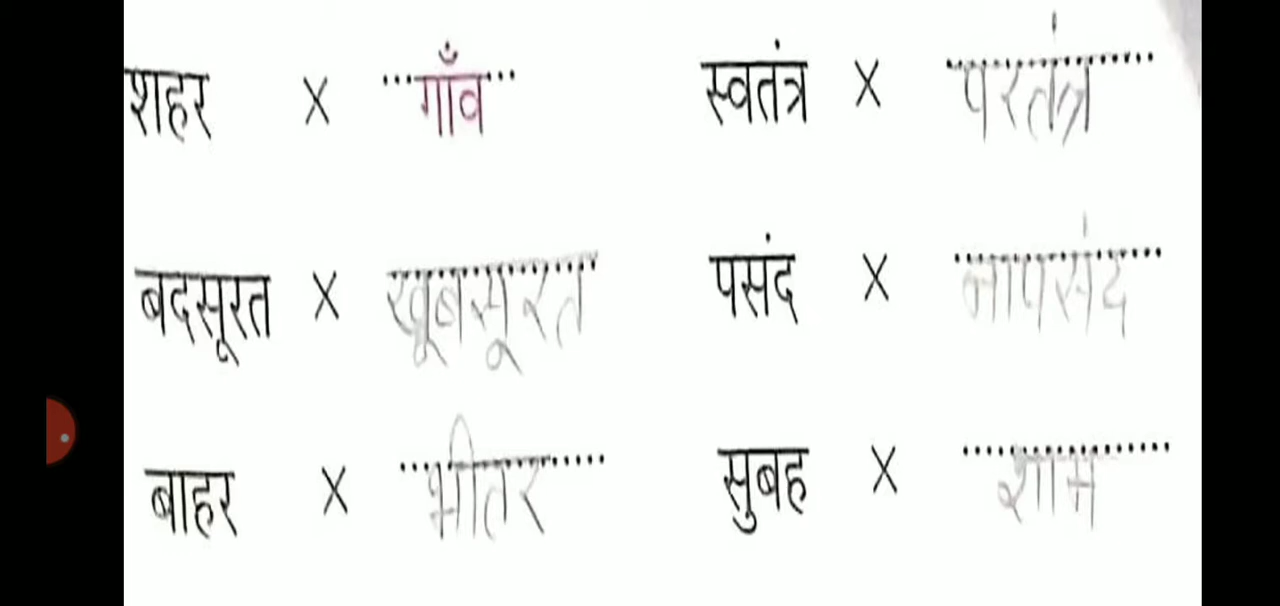 शहर X गाँव स्वतंत्र X परतंत्र
बदसूरत X खूबसूरत पसंद X नापसंद
बाहर X भीतर सुबह X शाम